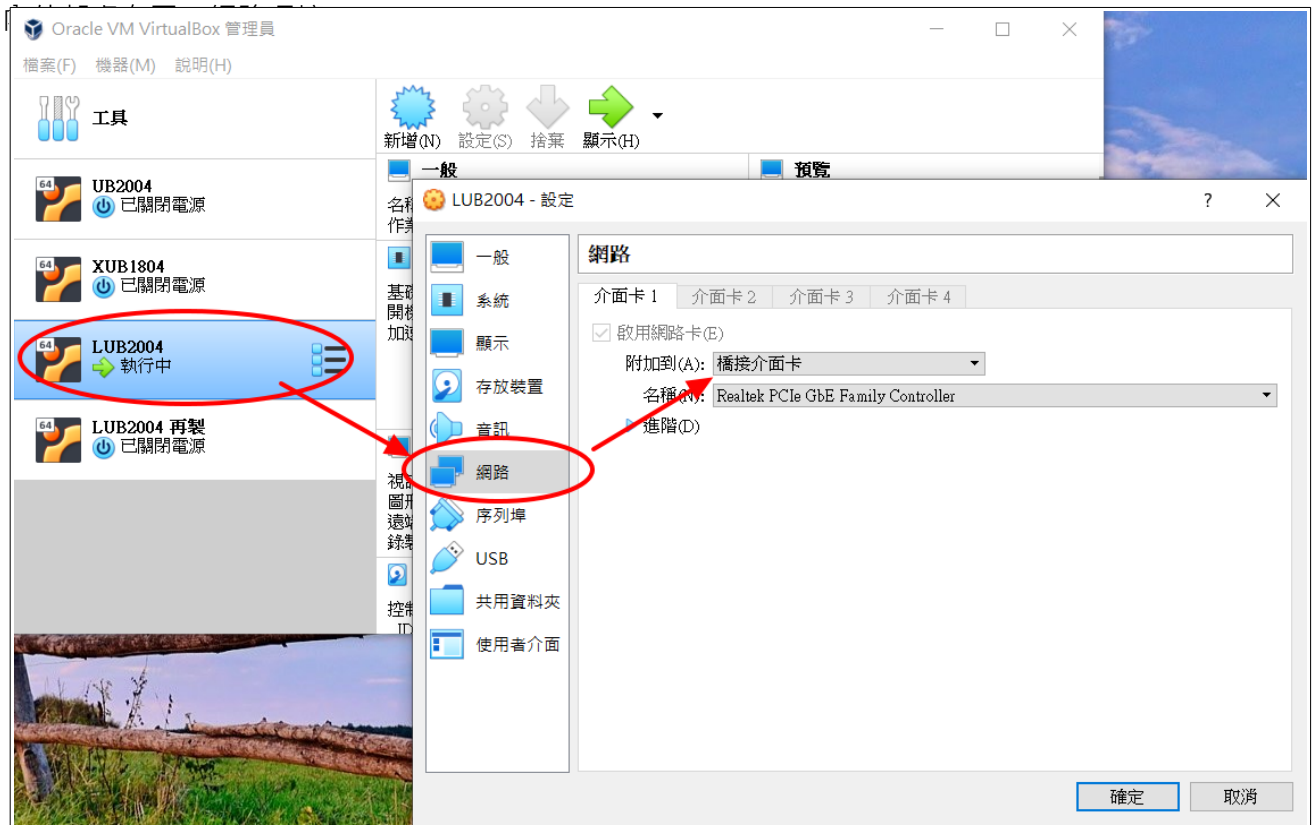 Oracle VM VirtualBox 管理員
檔案(F) 機器(M) 說明(H)
工具
新增(N) 設定(S) 捨棄 顯示(H)
UB2004
已關閉電源
XUB1804
已關閉電源
LUB2004
執行中
LUB2004 再製
已關閉電源
一般
預覽
LUB2004 - 設定
?
一般
系統
顯示
存放裝置
音訊
網路
序列埠
USB
共用資料夾
使用者介面
網路
介面卡 1 介面卡 2 介面卡 3 介面卡 4
啟用網路卡(E)
附加到(A): 橋接介面卡
名稱(N): Realtek PCIe GbE Family Controller
進階(D)
確定 取消